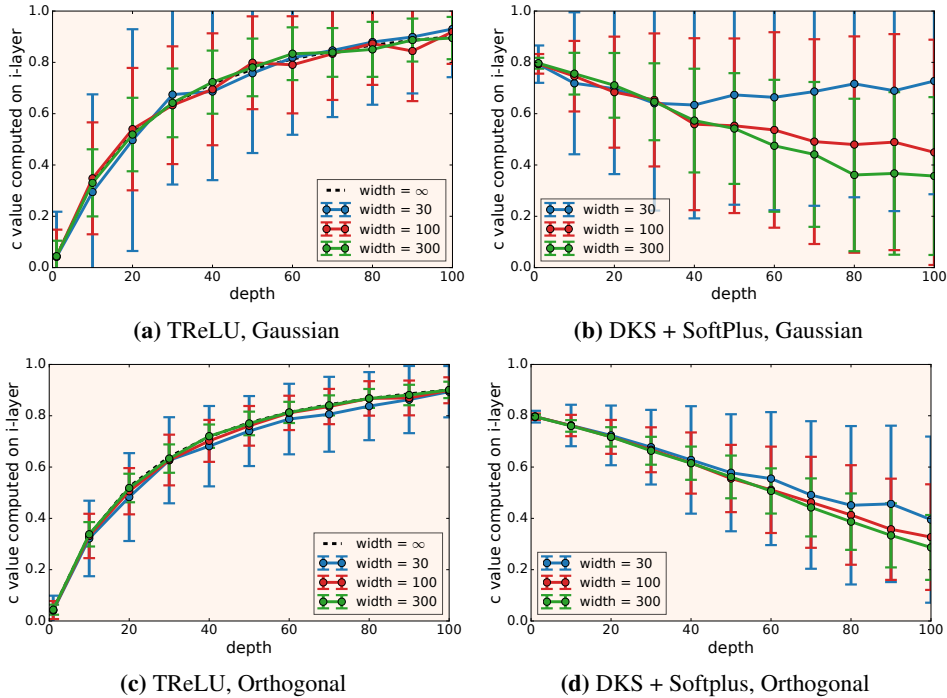 1.0
0.8
0.6
0.4
0.2
0.0
c value computed on i-layer
0 20 40 60 80 100
depth
width = ∞
width = 30
width = 100
width = 300
(a) TReLU, Gaussian
1.0
0.8
0.6
0.4
0.2
0.0
c value computed on i-layer
0 20 40 60 80 100
depth
width = 30
width = 100
width = 300
(b) DKS + SoftPlus, Gaussian
1.0
0.8
0.6
0.4
0.2
0.0
c value computed on i-layer
0 20 40 60 80 100
depth
width = ∞
width = 30
width = 100
width = 300
(c) TReLU, Orthogonal
1.0
0.8
0.6
0.4
0.2
0.0
c value computed on i-layer
0 20 40 60 80 100
depth
width = 30
width = 100
width = 300
(d) DKS + Softplus, Orthogonal